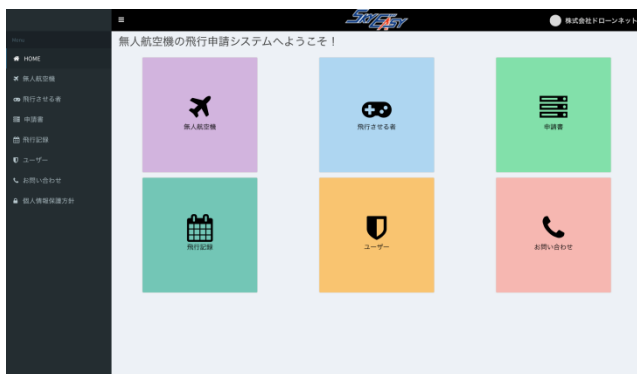 SKYEASY
株式会社ドローンネット
Menu
無人航空機の飛行申請システムへようこそ！
HOME
無人航空機
飛行させる者
申請書
飛行記録
ユーザー
お問い合わせ
個人情報保護方針
無人航空機
飛行させる者
申請書
飛行記録
ユーザー
お問い合わせ